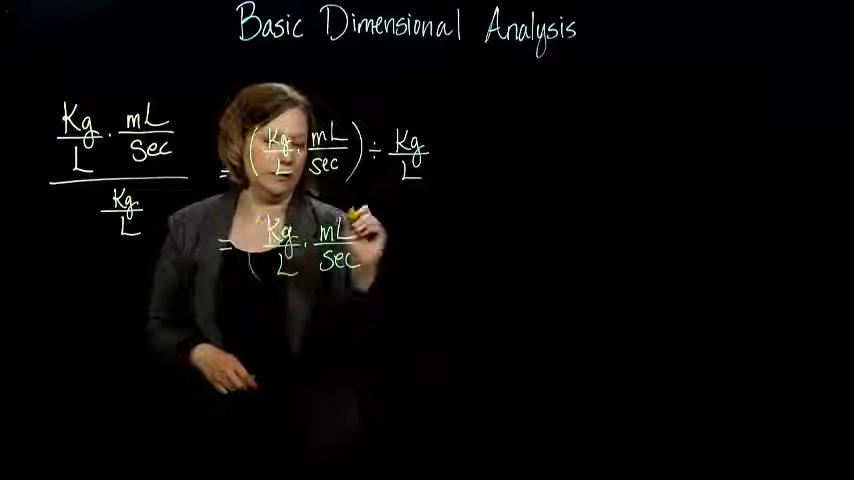 Basic Dimensional Analysis
Kg/L · mL/sec / Kg/L = (Kg/L · mL/sec) ÷ Kg/L
= (Kg/L · mL/sec